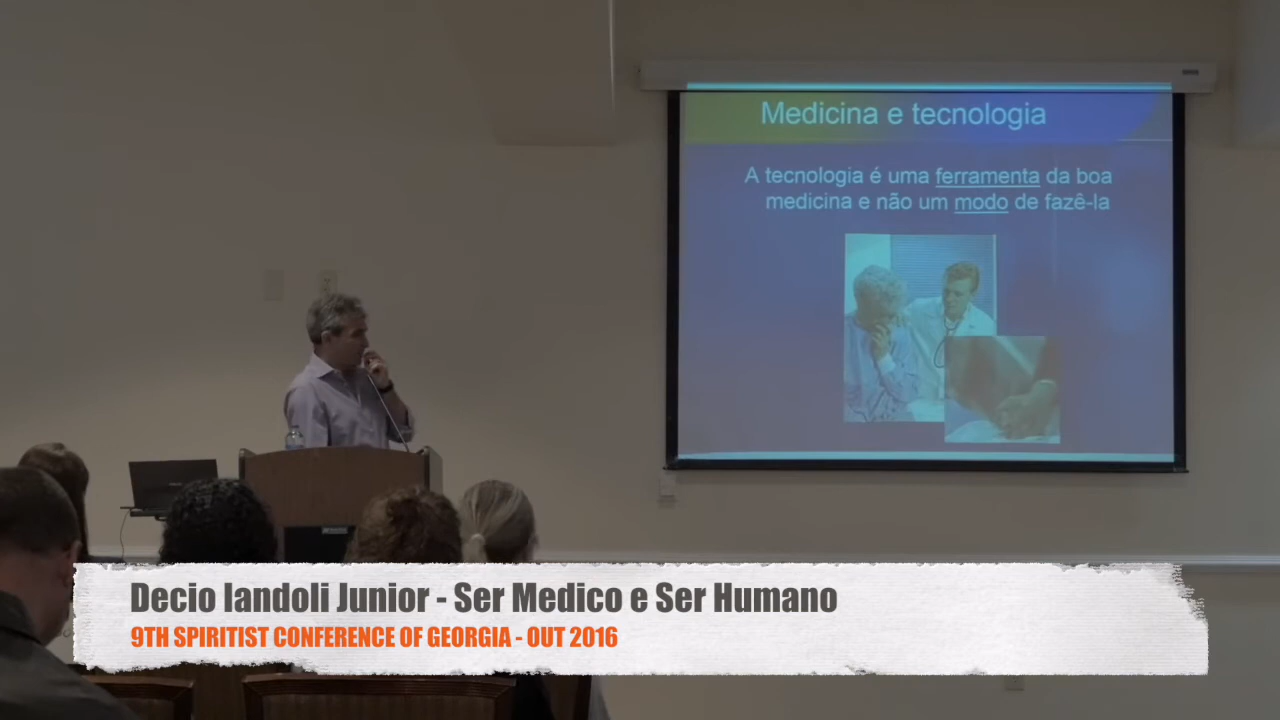 Medicina e tecnologia
A tecnologia é uma ferramenta da boa
medicina e não um modo de fazê-la
Decio Iandoli Junior - Ser Medico e Ser Humano
9TH SPIRITIST CONFERENCE OF GEORGIA - OUT 2016